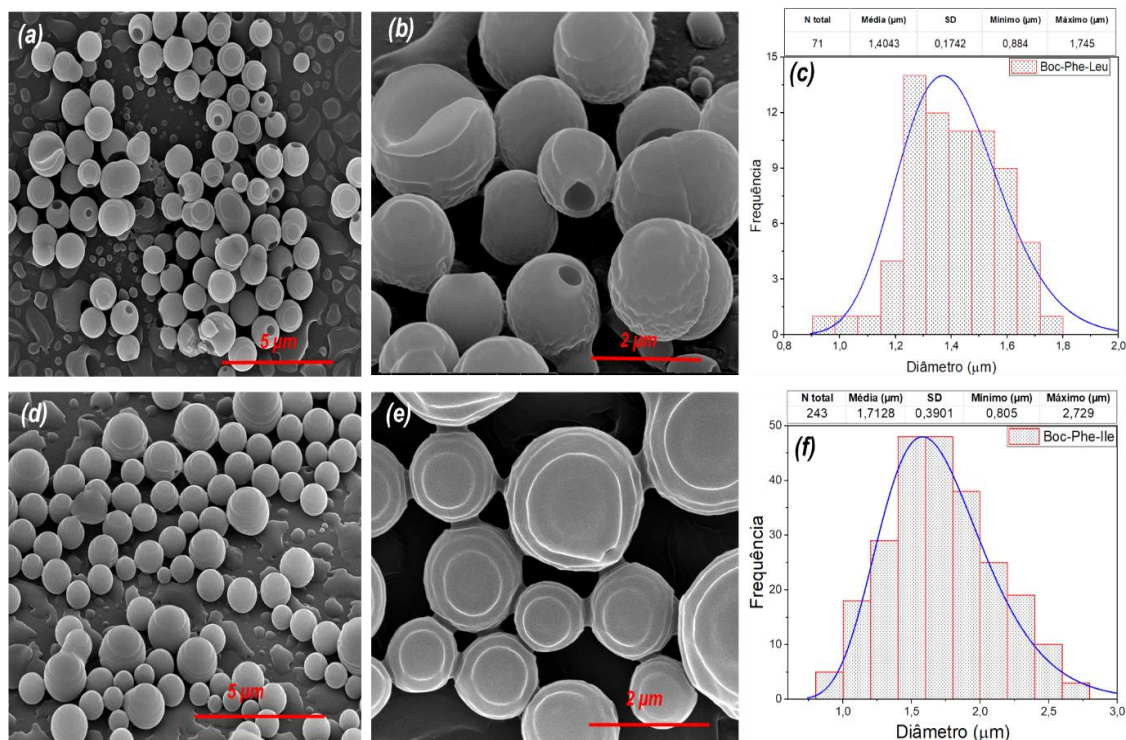 (a)
5 µm
(b)
2 µm
N total Média (µm) SD Mínimo (µm) Máximo (µm)
71 1,4043 0,1742 0,884 1,745
(c)
Boc-Phe-Leu
Frequência
15
12
9
6
3
0
0,8 1,0 1,2 1,4 1,6 1,8 2,0
Diâmetro (µm)
(d)
5 µm
(e)
2 µm
N total Média (µm) SD Mínimo (µm) Máximo (µm)
243 1,7128 0,3901 0,805 2,729
(f)
Boc-Phe-Ile
Frequência
50
40
30
20
10
0
1,0 1,5 2,0 2,5 3,0
Diâmetro (µm)